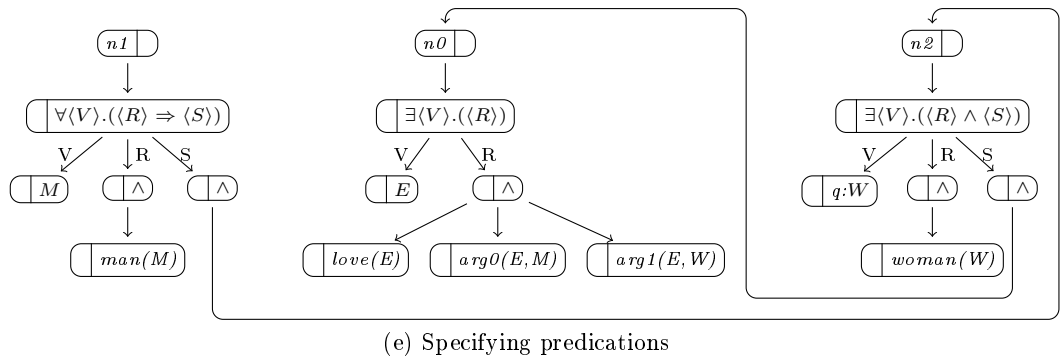 n1 n0 n2
∀⟨V⟩.(⟨R⟩ ⇒ ⟨S⟩) ∃⟨V⟩.(⟨R⟩) ∃⟨V⟩.(⟨R⟩ ∧ ⟨S⟩)
V R S V R V R S
M ∧ ∧ E ∧ q:W ∧ ∧
man(M) love(E) arg0(E,M) arg1(E,W) woman(W)
(e) Specifying predications